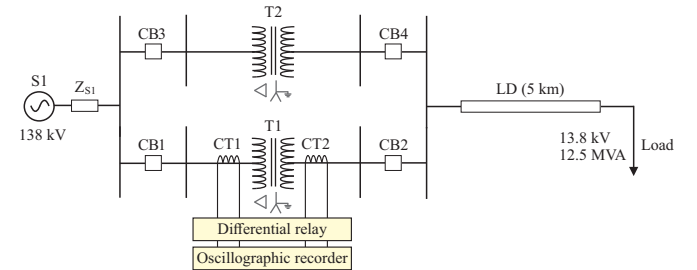 T2
CB3
CB4
S1
Z_S1
138 kV
LD (5 km)
13.8 kV
12.5 MVA
Load
T1
CB1
CT1
CT2
CB2
Differential relay
Oscillographic recorder